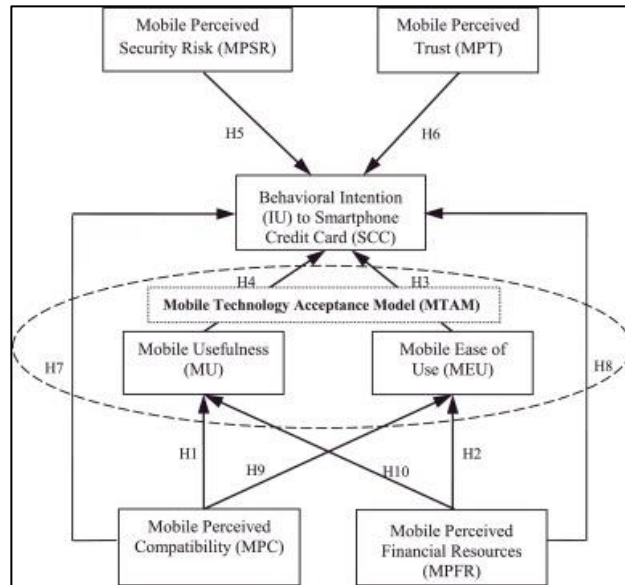 Mobile Perceived
Security Risk (MPSR)
Mobile Perceived
Trust (MPT)
H5
H6
Behavioral Intention
(IU) to Smartphone
Credit Card (SCC)
H4
H3
Mobile Technology Acceptance Model (MTAM)
Mobile Usefulness
(MU)
Mobile Ease of
Use (MEU)
H7
H8
H1
H9
H10
H2
Mobile Perceived
Compatibility (MPC)
Mobile Perceived
Financial Resources
(MPFR)